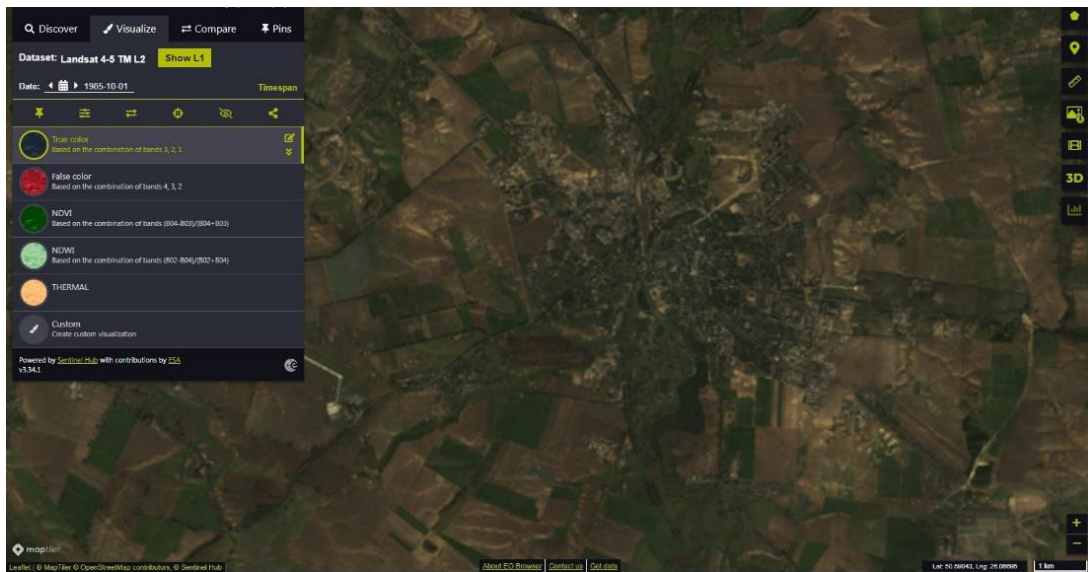 Discover Visualize Compare Pins
Dataset: Landsat 4-5 TM L2 Show L1
Date: 1985-10-01 Timespan
True color
Based on the combination of bands 3, 2, 1
False color
Based on the combination of bands 4, 3, 2
NDVI
Based on the combination of bands (B04-B03)/(B04+B03)
NDWI
Based on the combination of bands (B02-B04)/(B02+B04)
THERMAL
Custom
Create custom visualization
Powered by Sentinel Hub with contributions by ESA
v3.34.1
3D
+
−
maptiler
Leaflet | © MapTiler © OpenStreetMap contributors, © Sentinel Hub
About EO Browser Contact us Get data
1 km